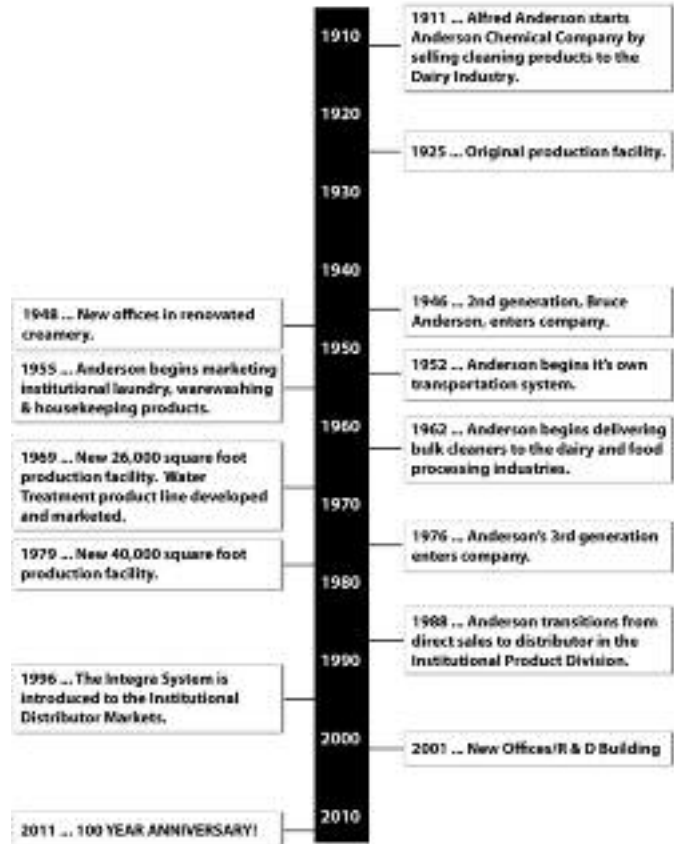 1910
1911 ... Alfred Anderson starts
Anderson Chemical Company by
selling cleaning products to the
Dairy Industry.
1920
1925 ... Original production facility.
1930
1940
1946 ... 2nd generation, Bruce
Anderson, enters company.
1948 ... New offices in renovated
creamery.
1950
1952 ... Anderson begins it's own
transportation system.
1955 ... Anderson begins marketing
institutional laundry, warewashing
& housekeeping products.
1960
1962 ... Anderson begins delivering
bulk cleaners to the dairy and food
processing industries.
1969 ... New 26,000 square foot
production facility. Water
Treatment product line developed
and marketed.
1970
1976 ... Anderson's 3rd generation
enters company.
1979 ... New 40,000 square foot
production facility.
1980
1988 ... Anderson transitions from
direct sales to distributor in the
Institutional Product Division.
1990
1996 ... The Integra System is
introduced to the Institutional
Distributor Markets.
2000
2001 ... New Offices/R & D Building
2010
2011 ... 100 YEAR ANNIVERSARY!